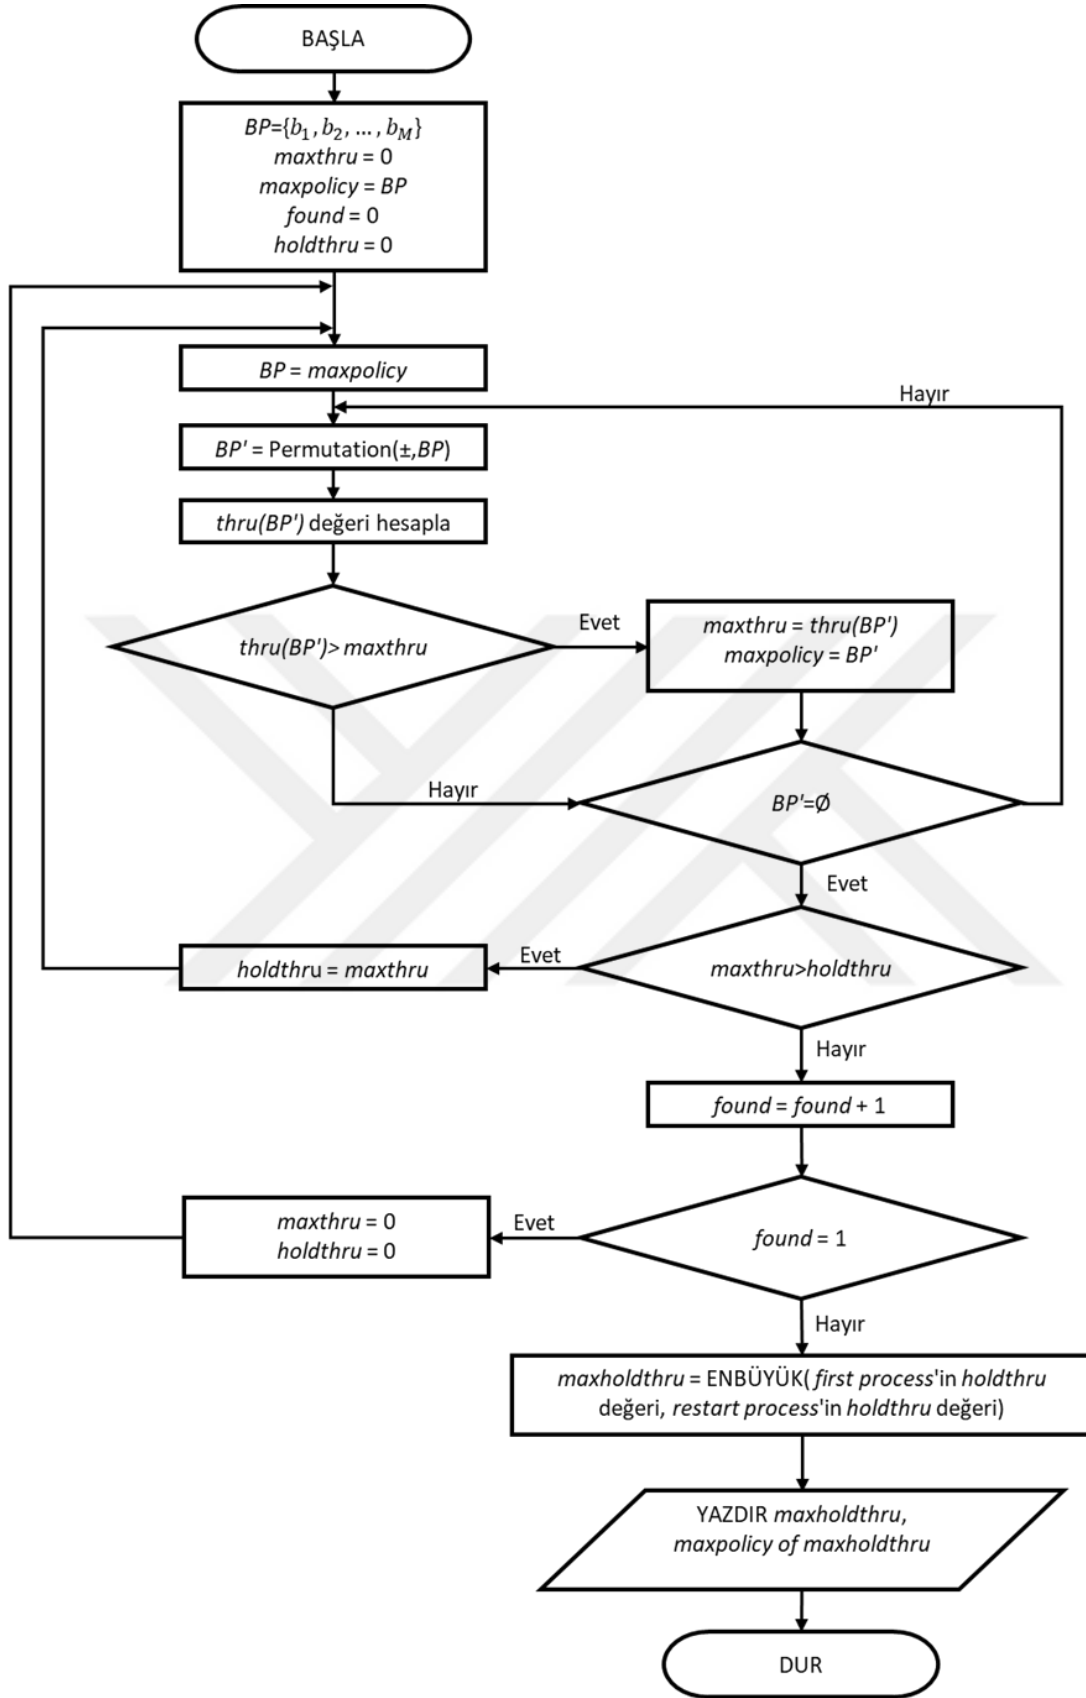 BAŞLA
BP={b₁, b₂, … , b_M}
maxthru = 0
maxpolicy = BP
found = 0
holdthru = 0
BP = maxpolicy
Hayır
BP' = Permutation(±,BP)
thru(BP') değeri hesapla
thru(BP')> maxthru
Evet
maxthru = thru(BP')
maxpolicy = BP'
Hayır
BP'=Ø
Evet
holdthru = maxthru
Evet
maxthru>holdthru
Hayır
found = found + 1
maxthru = 0
holdthru = 0
Evet
found = 1
Hayır
maxholdthru = ENBÜYÜK( first process'in holdthru
değeri, restart process'in holdthru değeri)
YAZDIR maxholdthru,
maxpolicy of maxholdthru
DUR